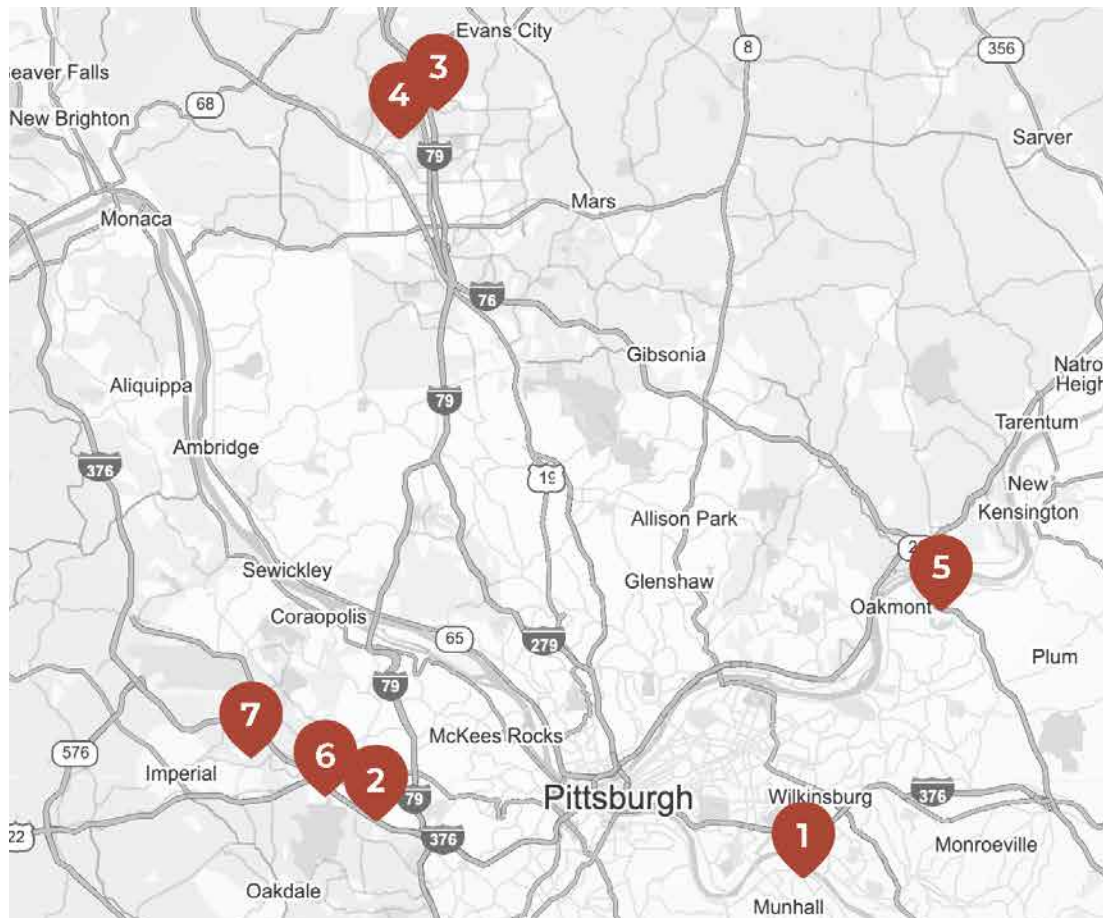 Evans City
8
356
3
eaver Falls
4
68
New Brighton
Sarver
79
Mars
Monaca
76
Gibsonia
Natro
Heigh
Aliquippa
79
Tarentum
Ambridge
376
19
New
Kensington
Allison Park
2
5
Sewickley
Glenshaw
Coraopolis
Oakmont
65
279
Plum
79
7
McKees Rocks
576
6
Imperial
2
79
Pittsburgh
Wilkinsburg
376
22
1
376
Monroeville
Oakdale
Munhall